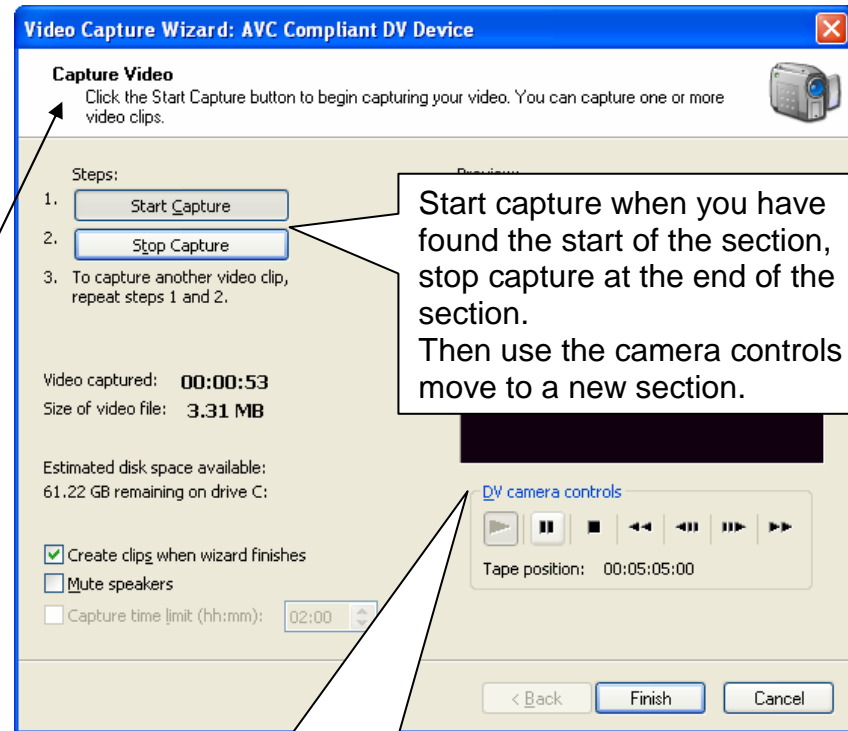 Video Capture Wizard: AVC Compliant DV Device
Capture Video
Click the Start Capture button to begin capturing your video. You can capture one or more
video clips.
Steps:
1. Start Capture
2. Stop Capture
3. To capture another video clip,
repeat steps 1 and 2.
Start capture when you have
found the start of the section,
stop capture at the end of the
section.
Then use the camera controls
move to a new section.
Video captured: 00:00:53
Size of video file: 3.31 MB
Estimated disk space available:
61.22 GB remaining on drive C:
Create clips when wizard finishes
Mute speakers
Capture time limit (hh:mm): 02:00
DV camera controls
Tape position: 00:05:05:00
< Back
Finish
Cancel